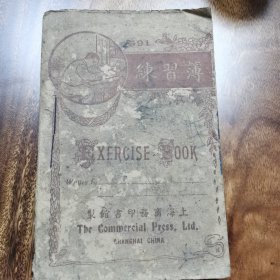 591
練習簿
EXERCISE-BOOK
製館書印務商海上
The Commercial Press, Ltd.
SHANGHAI CHINA